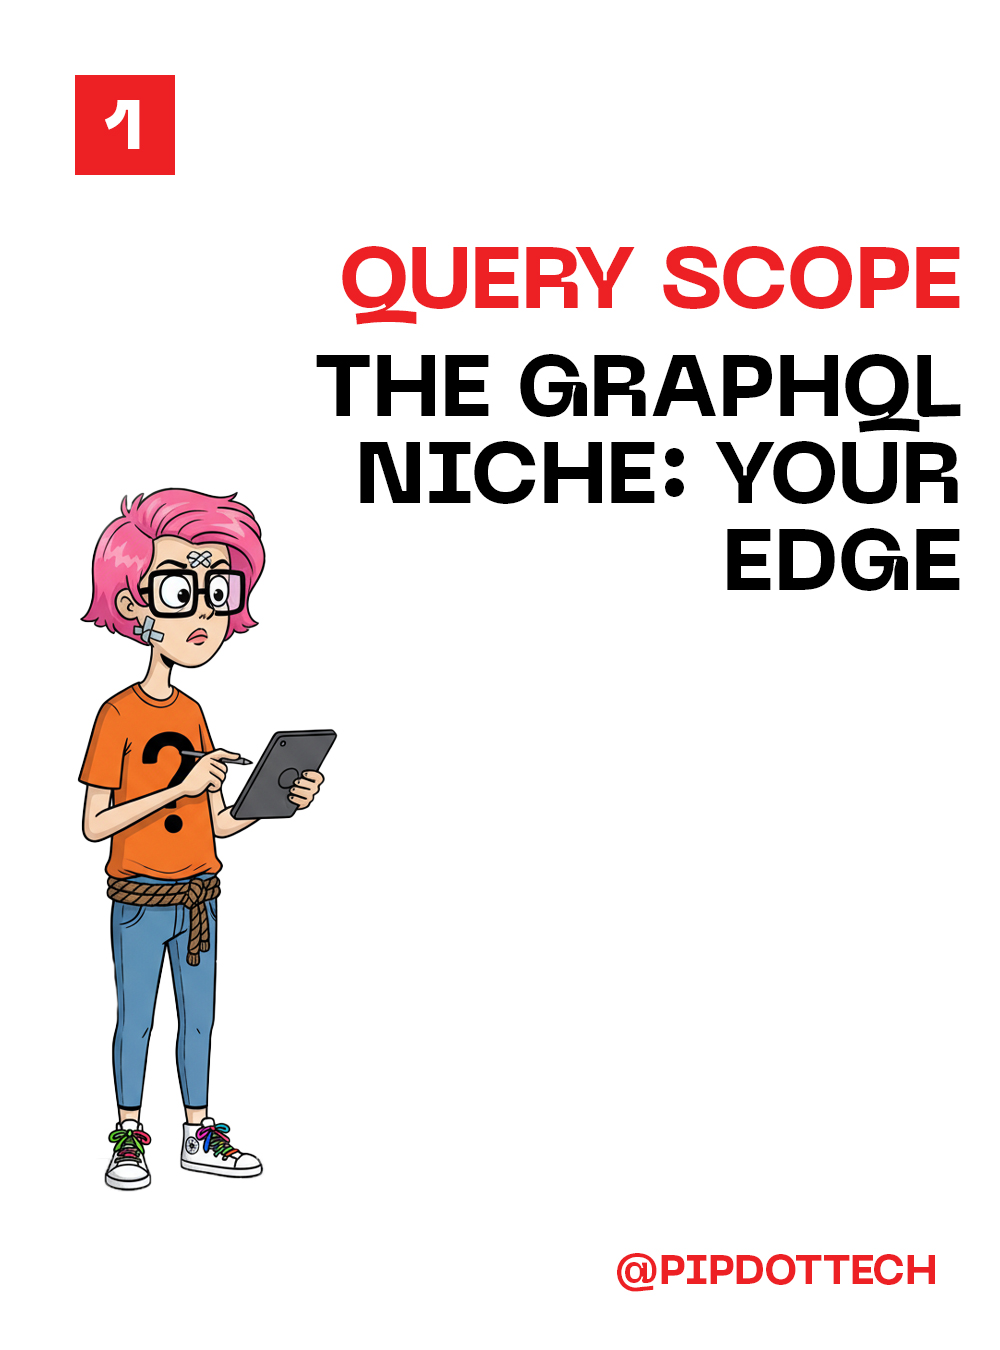 1
QUERY SCOPE
THE GRAPHQL
NICHE: YOUR
EDGE
?
@PIPDOTTECH